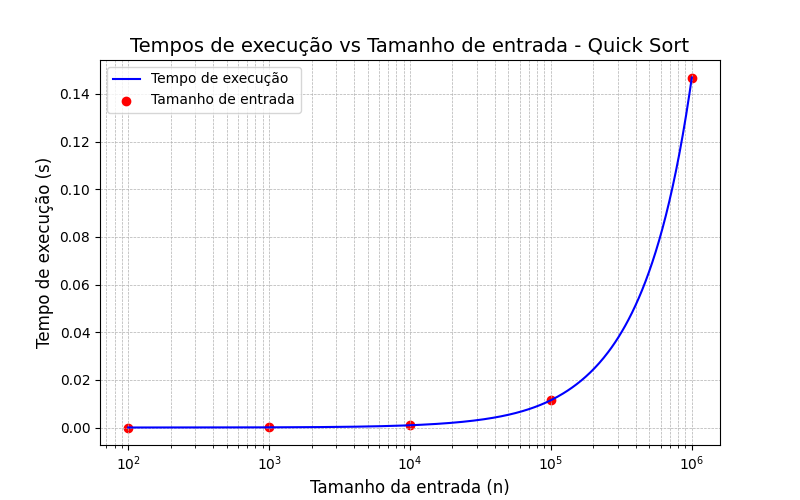 Tempos de execução vs Tamanho de entrada - Quick Sort
Tempo de execução
Tamanho de entrada
Tempo de execução (s)
0.14
0.12
0.10
0.08
0.06
0.04
0.02
0.00
10² 10³ 10⁴ 10⁵ 10⁶
Tamanho da entrada (n)